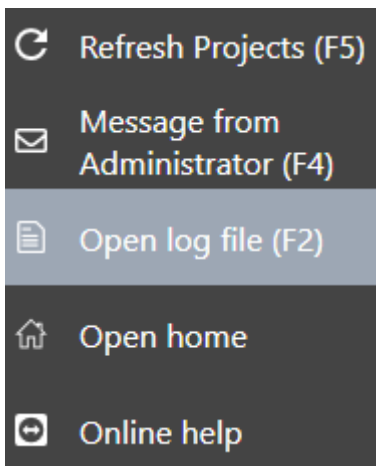 Refresh Projects (F5)
Message from
Administrator (F4)
Open log file (F2)
Open home
Online help